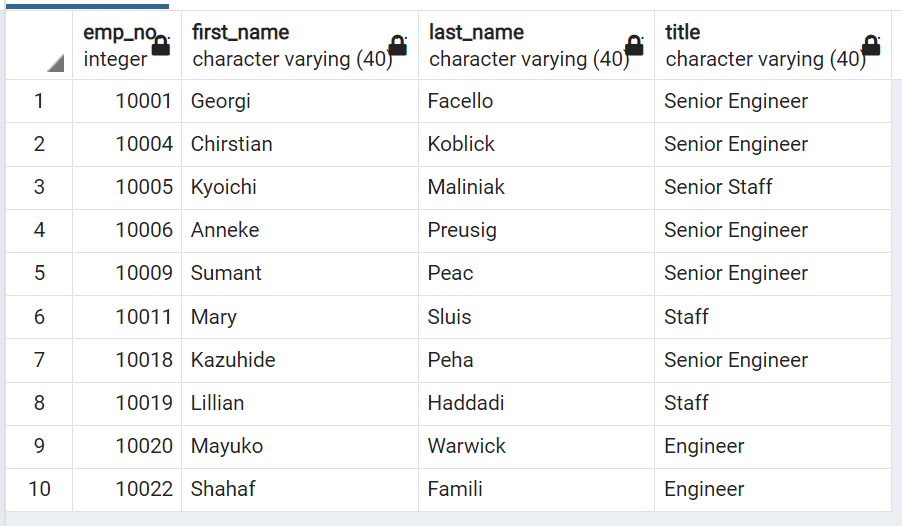 emp_no first_name last_name title
integer character varying (40) character varying (40) character varying (40)
1 10001 Georgi Facello Senior Engineer
2 10004 Chirstian Koblick Senior Engineer
3 10005 Kyoichi Maliniak Senior Staff
4 10006 Anneke Preusig Senior Engineer
5 10009 Sumant Peac Senior Engineer
6 10011 Mary Sluis Staff
7 10018 Kazuhide Peha Senior Engineer
8 10019 Lillian Haddadi Staff
9 10020 Mayuko Warwick Engineer
10 10022 Shahaf Famili Engineer